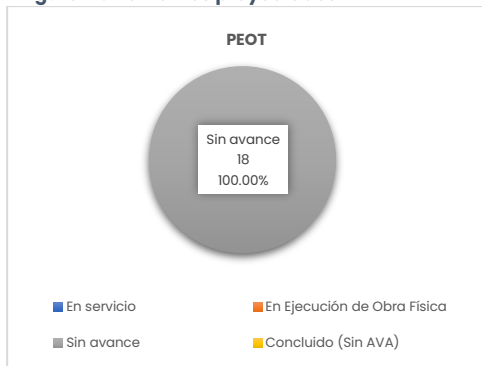 PEOT
Sin avance
18
100.00%
En servicio
En Ejecución de Obra Física
Sin avance
Concluido (Sin AVA)